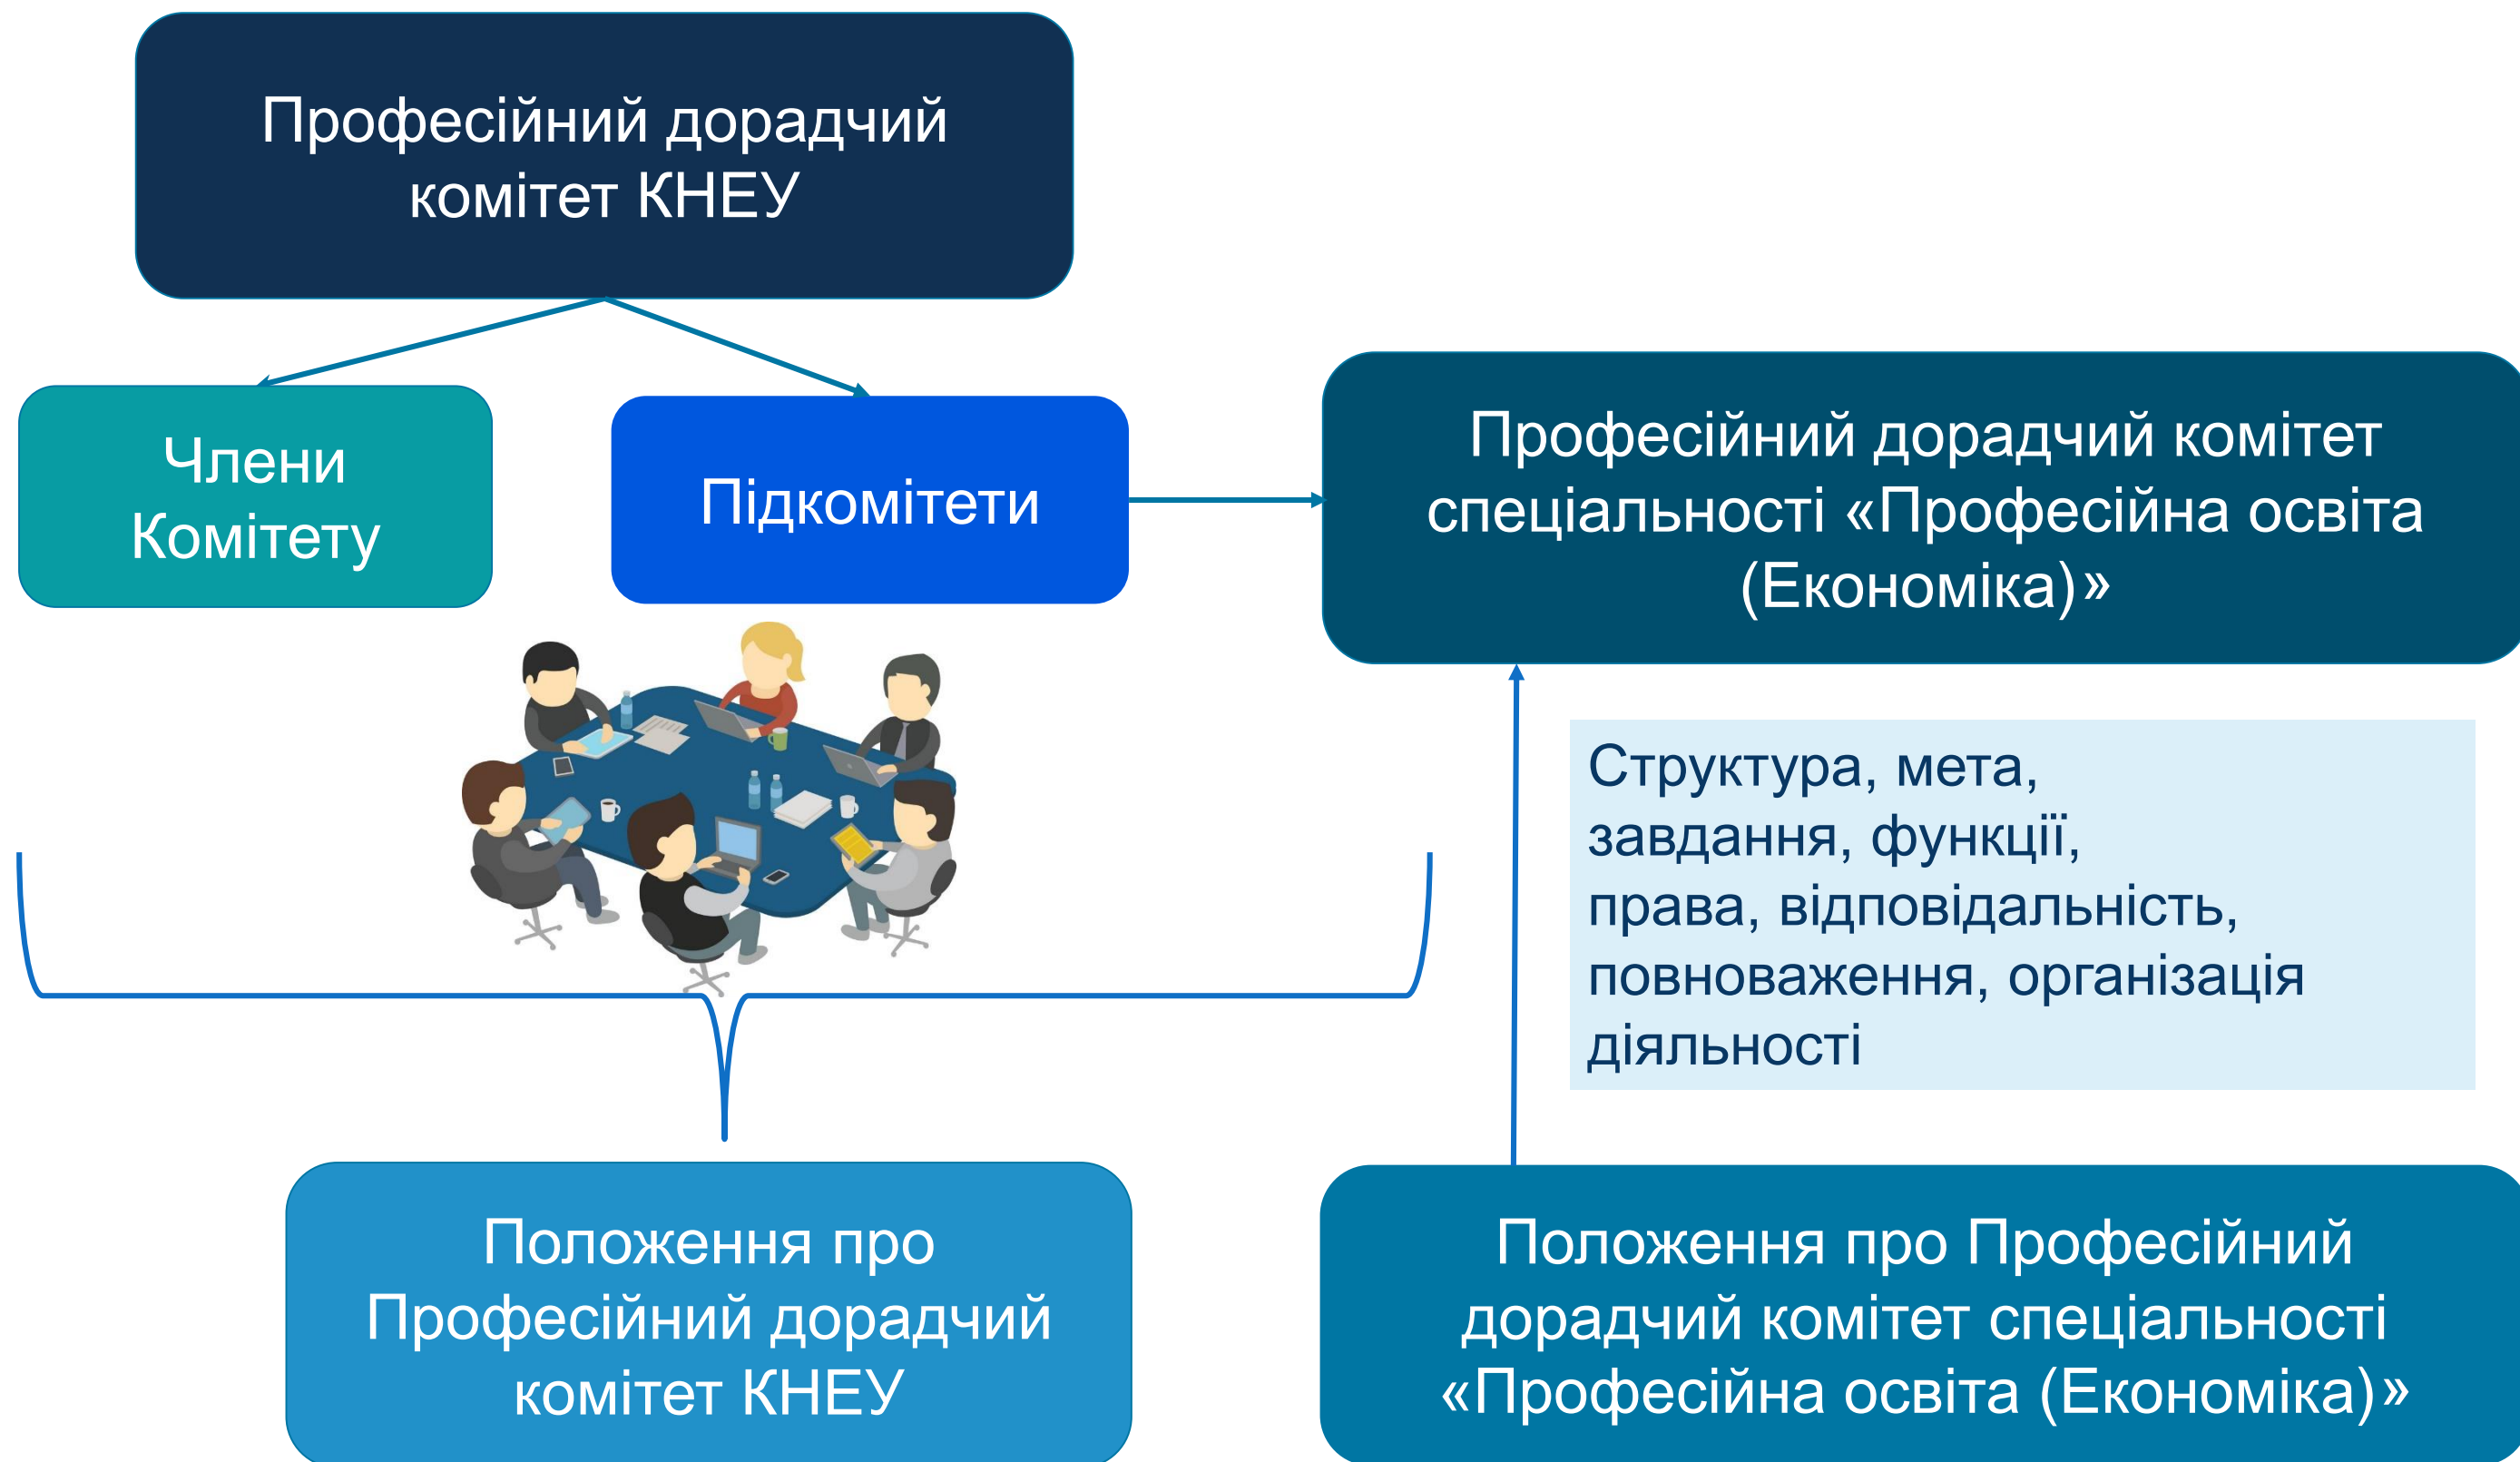 Професійний дорадчий
комітет КНЕУ
Члени
Комітету
Підкомітети
Професійний дорадчий комітет
спеціальності «Професійна освіта
(Економіка)»
Структура, мета,
завдання, функції,
права, відповідальність,
повноваження, організація
діяльності
Положення про
Професійний дорадчий
комітет КНЕУ
Положення про Професійний
дорадчий комітет спеціальності
«Професійна освіта (Економіка)»